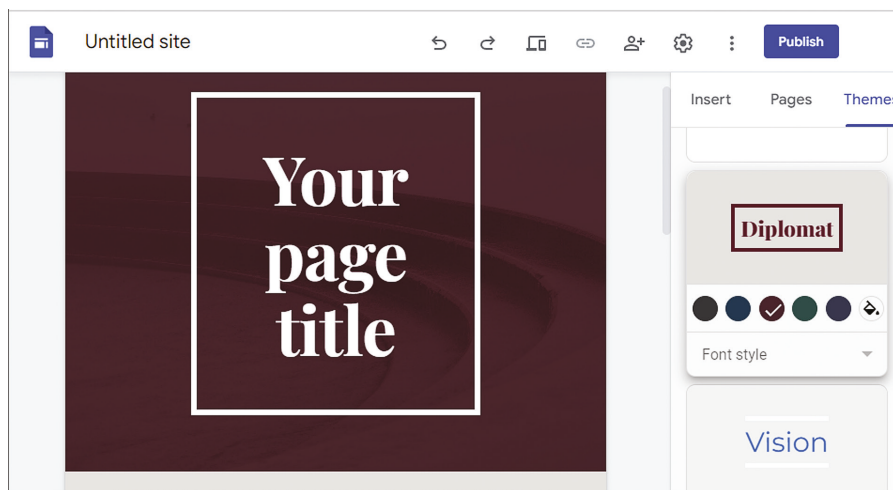 Untitled site
Publish
Insert
Pages
Themes
Your
page
title
Diplomat
Font style
Vision